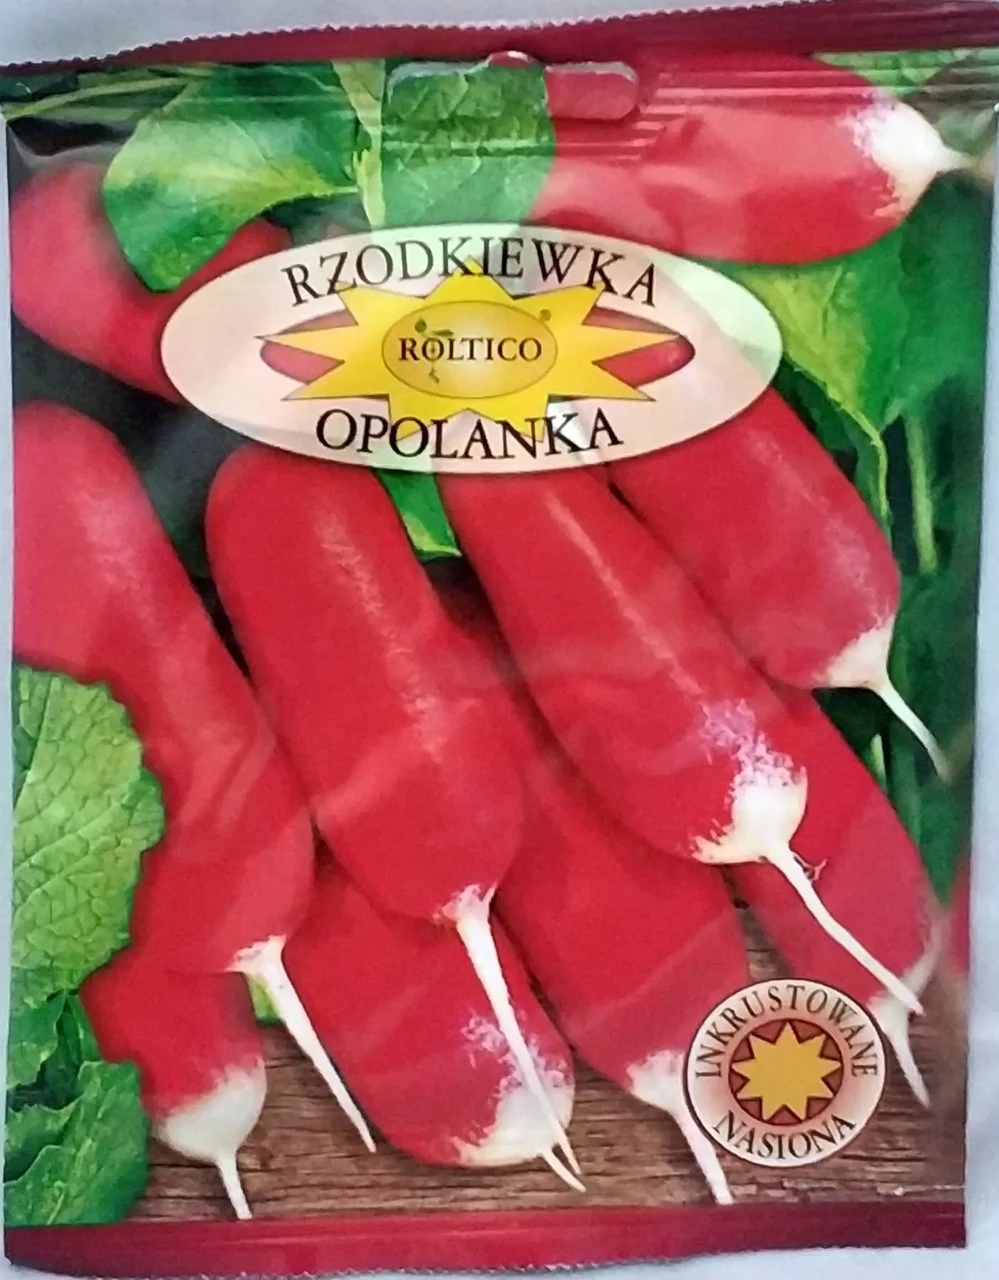 RZODKIEWKA
ROLTICO
OPOLANKA
INKRUSTOWANE
NASIONA